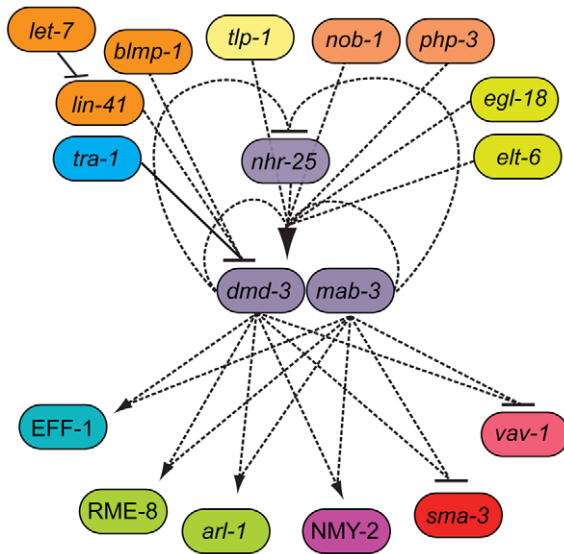 let-7
blmp-1
tlp-1
nob-1
php-3
lin-41
egl-18
tra-1
nhr-25
elt-6
dmd-3
mab-3
EFF-1
vav-1
RME-8
arl-1
NMY-2
sma-3